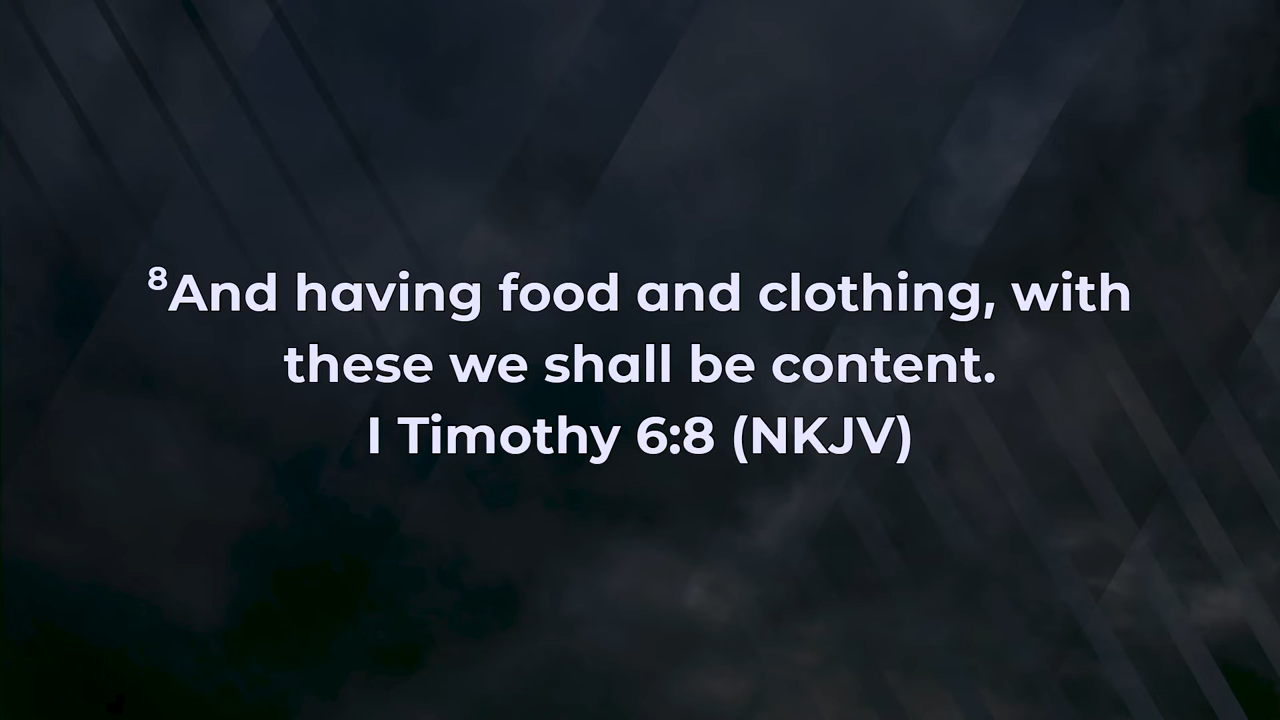 ⁸And having food and clothing, with
these we shall be content.
I Timothy 6:8 (NKJV)